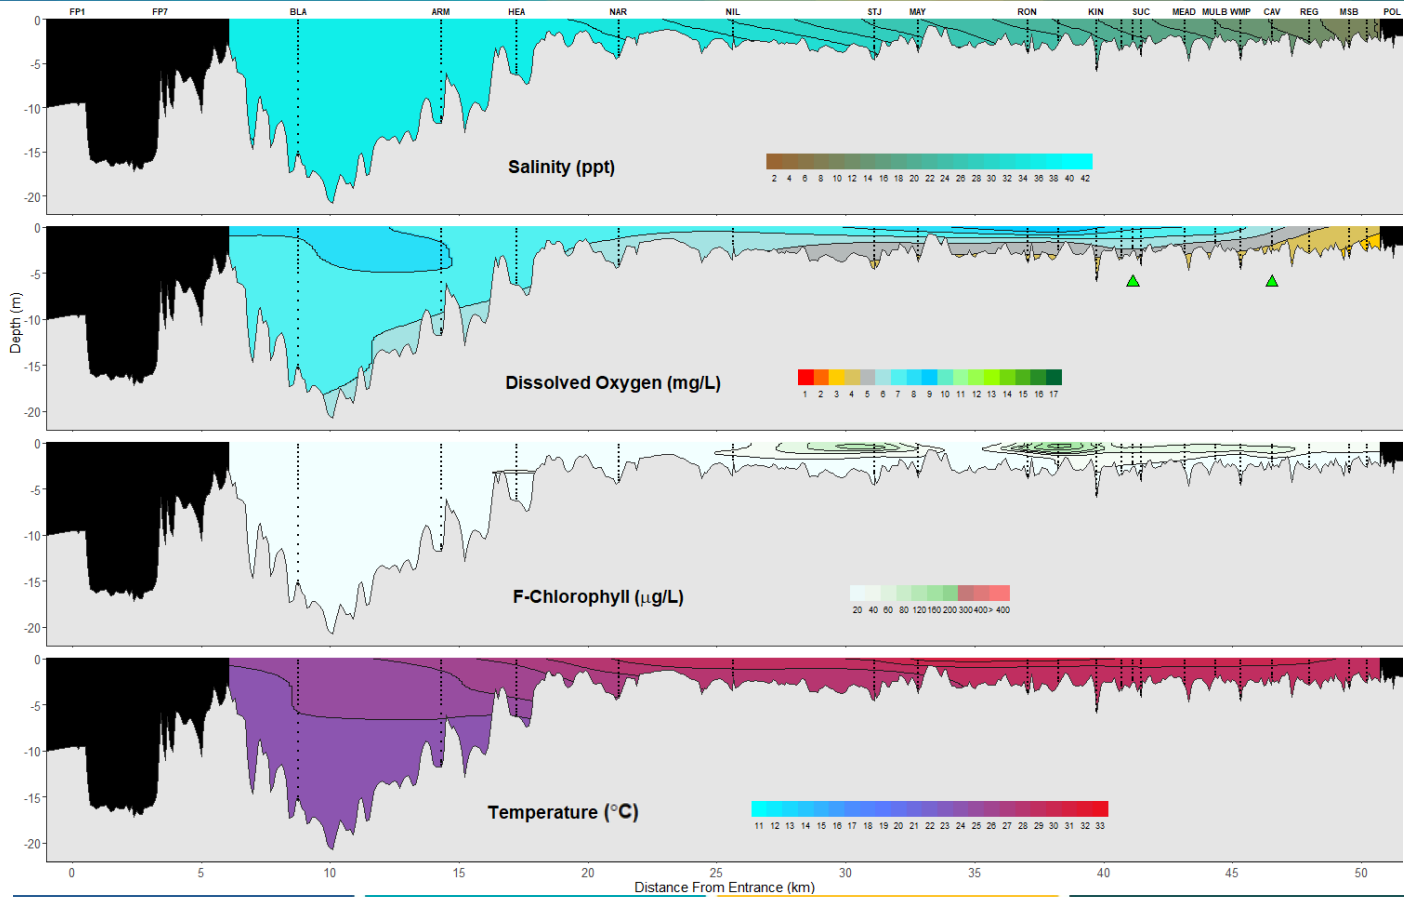 FP1 FP7 BLA ARM HEA NAR NIL STJ MAY RON KIN SUC MEAD MULB WMP CAV REG MSB POL
0
-5
-10
-15
-20
Salinity (ppt)
2 4 6 8 10 12 14 16 18 20 22 24 26 28 30 32 34 36 38 40 42
0
-5
-10
-15
-20
Depth (m)
Dissolved Oxygen (mg/L)
1 2 3 4 5 6 7 8 9 10 11 12 13 14 15 16 17
0
-5
-10
-15
-20
F-Chlorophyll (μg/L)
20 40 60 80 120 160 200 300 400 > 400
0
-5
-10
-15
-20
Temperature (°C)
11 12 13 14 15 16 17 18 19 20 21 22 23 24 25 26 27 28 29 30 31 32 33
0 5 10 15 20 25 30 35 40 45 50
Distance From Entrance (km)